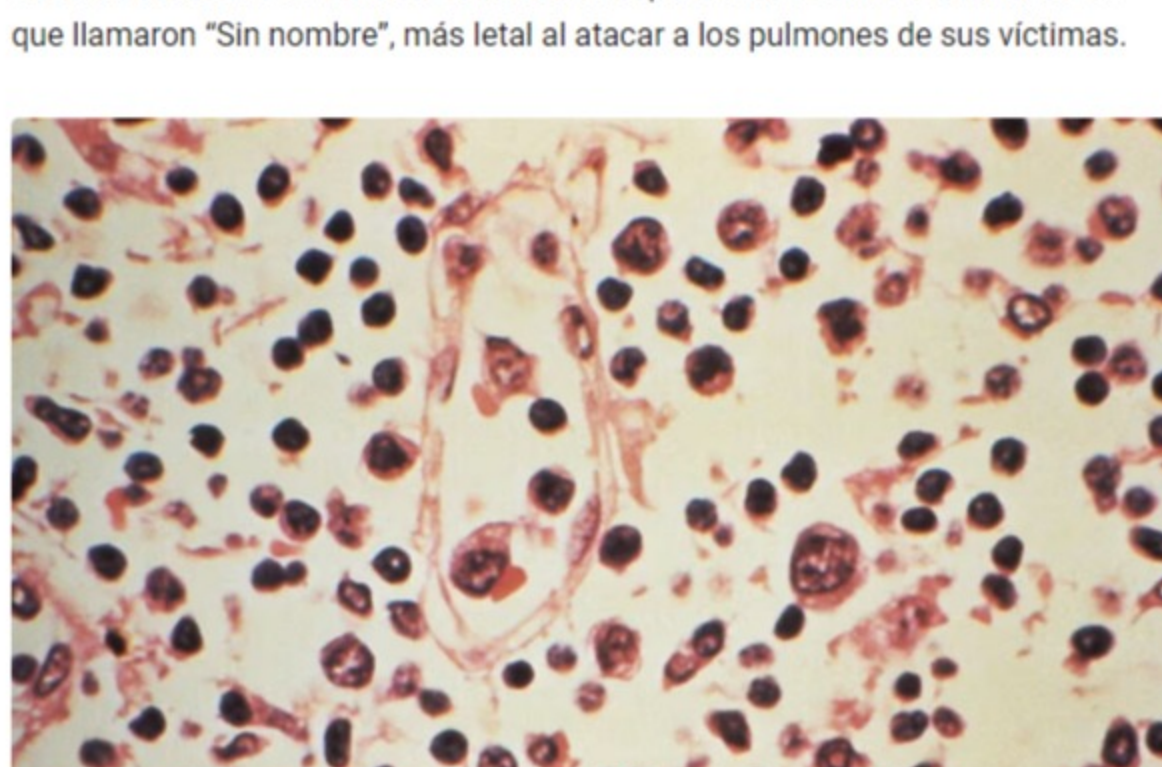 que llamaron “Sin nombre”, más letal al atacar a los pulmones de sus víctimas.